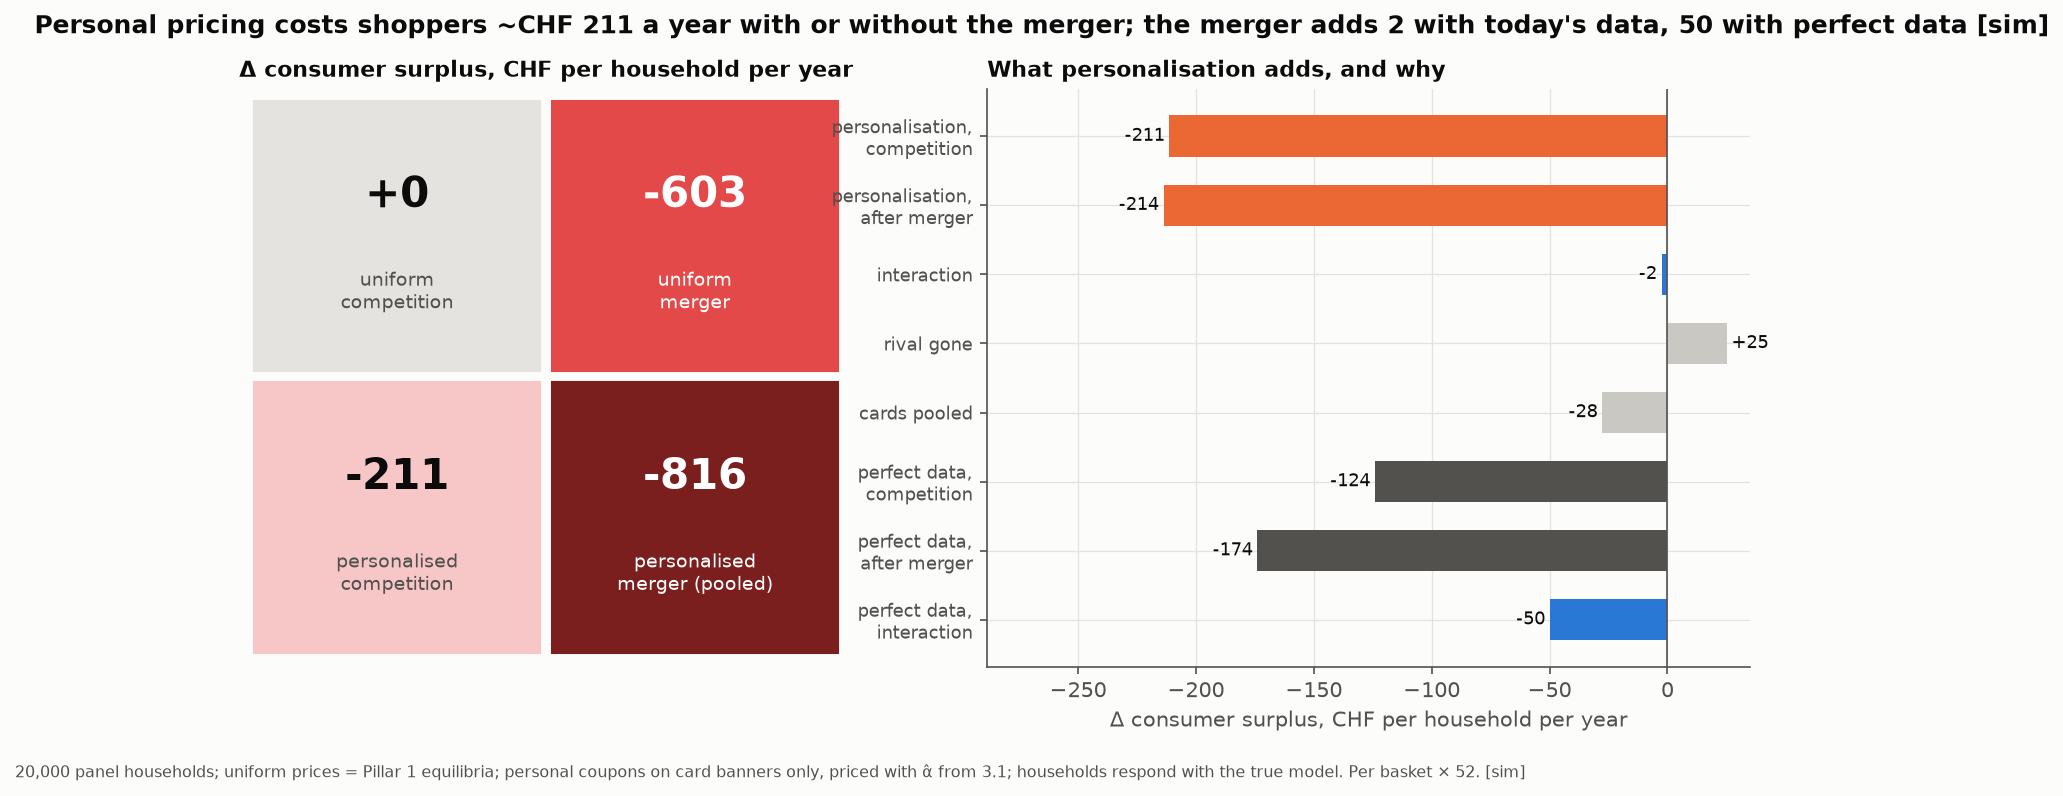 Personal pricing costs shoppers ~CHF 211 a year with or without the merger; the merger adds 2 with today's data, 50 with perfect data [sim]
Δ consumer surplus, CHF per household per year
+0
uniform
competition
-603
uniform
merger
-211
personalised
competition
-816
personalised
merger (pooled)
What personalisation adds, and why
personalisation,
competition
-211
personalisation,
after merger
-214
interaction
-2
rival gone
+25
cards pooled
-28
perfect data,
competition
-124
perfect data,
after merger
-174
perfect data,
interaction
-50
−250 −200 −150 −100 −50 0
Δ consumer surplus, CHF per household per year
20,000 panel households; uniform prices = Pillar 1 equilibria; personal coupons on card banners only, priced with α̂ from 3.1; households respond with the true model. Per basket × 52. [sim]